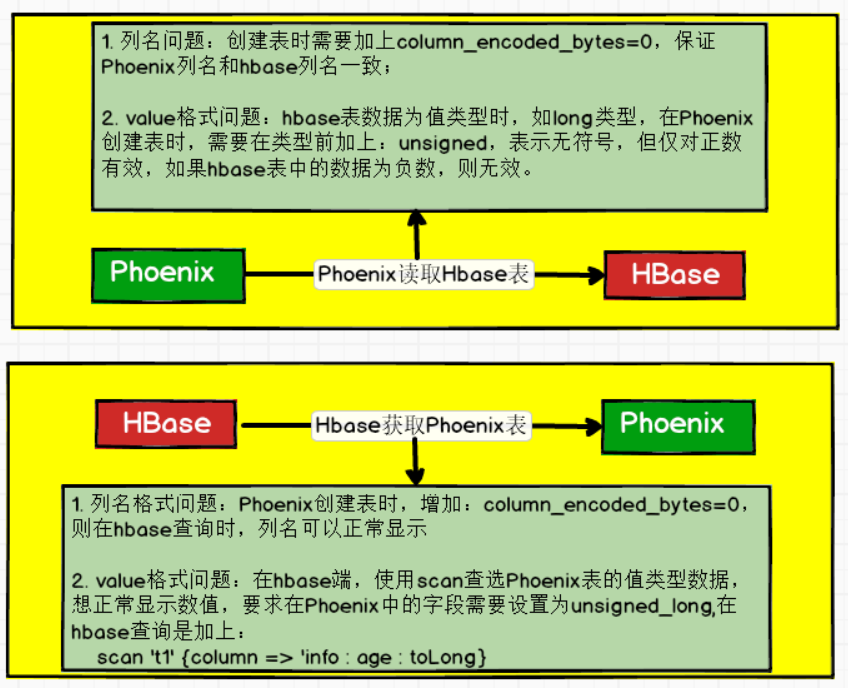 1. 列名问题：创建表时需要加上column_encoded_bytes=0，保证
Phoenix列名和hbase列名一致；
2. value格式问题：hbase表数据为值类型时，如long类型，在Phoenix
创建表时，需要在类型前加上：unsigned，表示无符号，但仅对正数
有效，如果hbase表中的数据为负数，则无效。
Phoenix
Phoenix读取Hbase表
HBase
HBase
Hbase获取Phoenix表
Phoenix
1. 列名格式问题：Phoenix创建表时，增加：column_encoded_bytes=0，
则在hbase查询时，列名可以正常显示
2. value格式问题：在hbase端，使用scan查选Phoenix表的值类型数据，
想正常显示数值，要求在Phoenix中的字段需要设置为unsigned_long,在
hbase查询是加上：
scan 't1' {column => 'info : age : toLong}